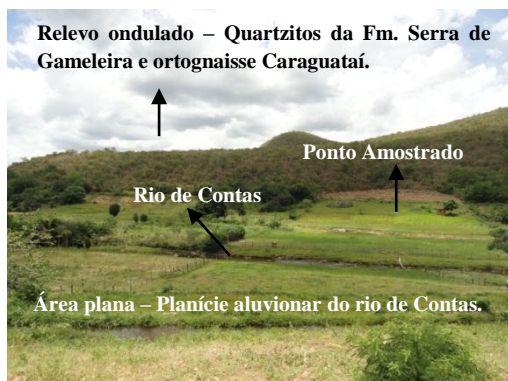 Relevo ondulado – Quartzitos da Fm. Serra de
Gameleira e ortognaisse Caraguataí.
Ponto Amostrado
Rio de Contas
Área plana – Planície aluvionar do rio de Contas.